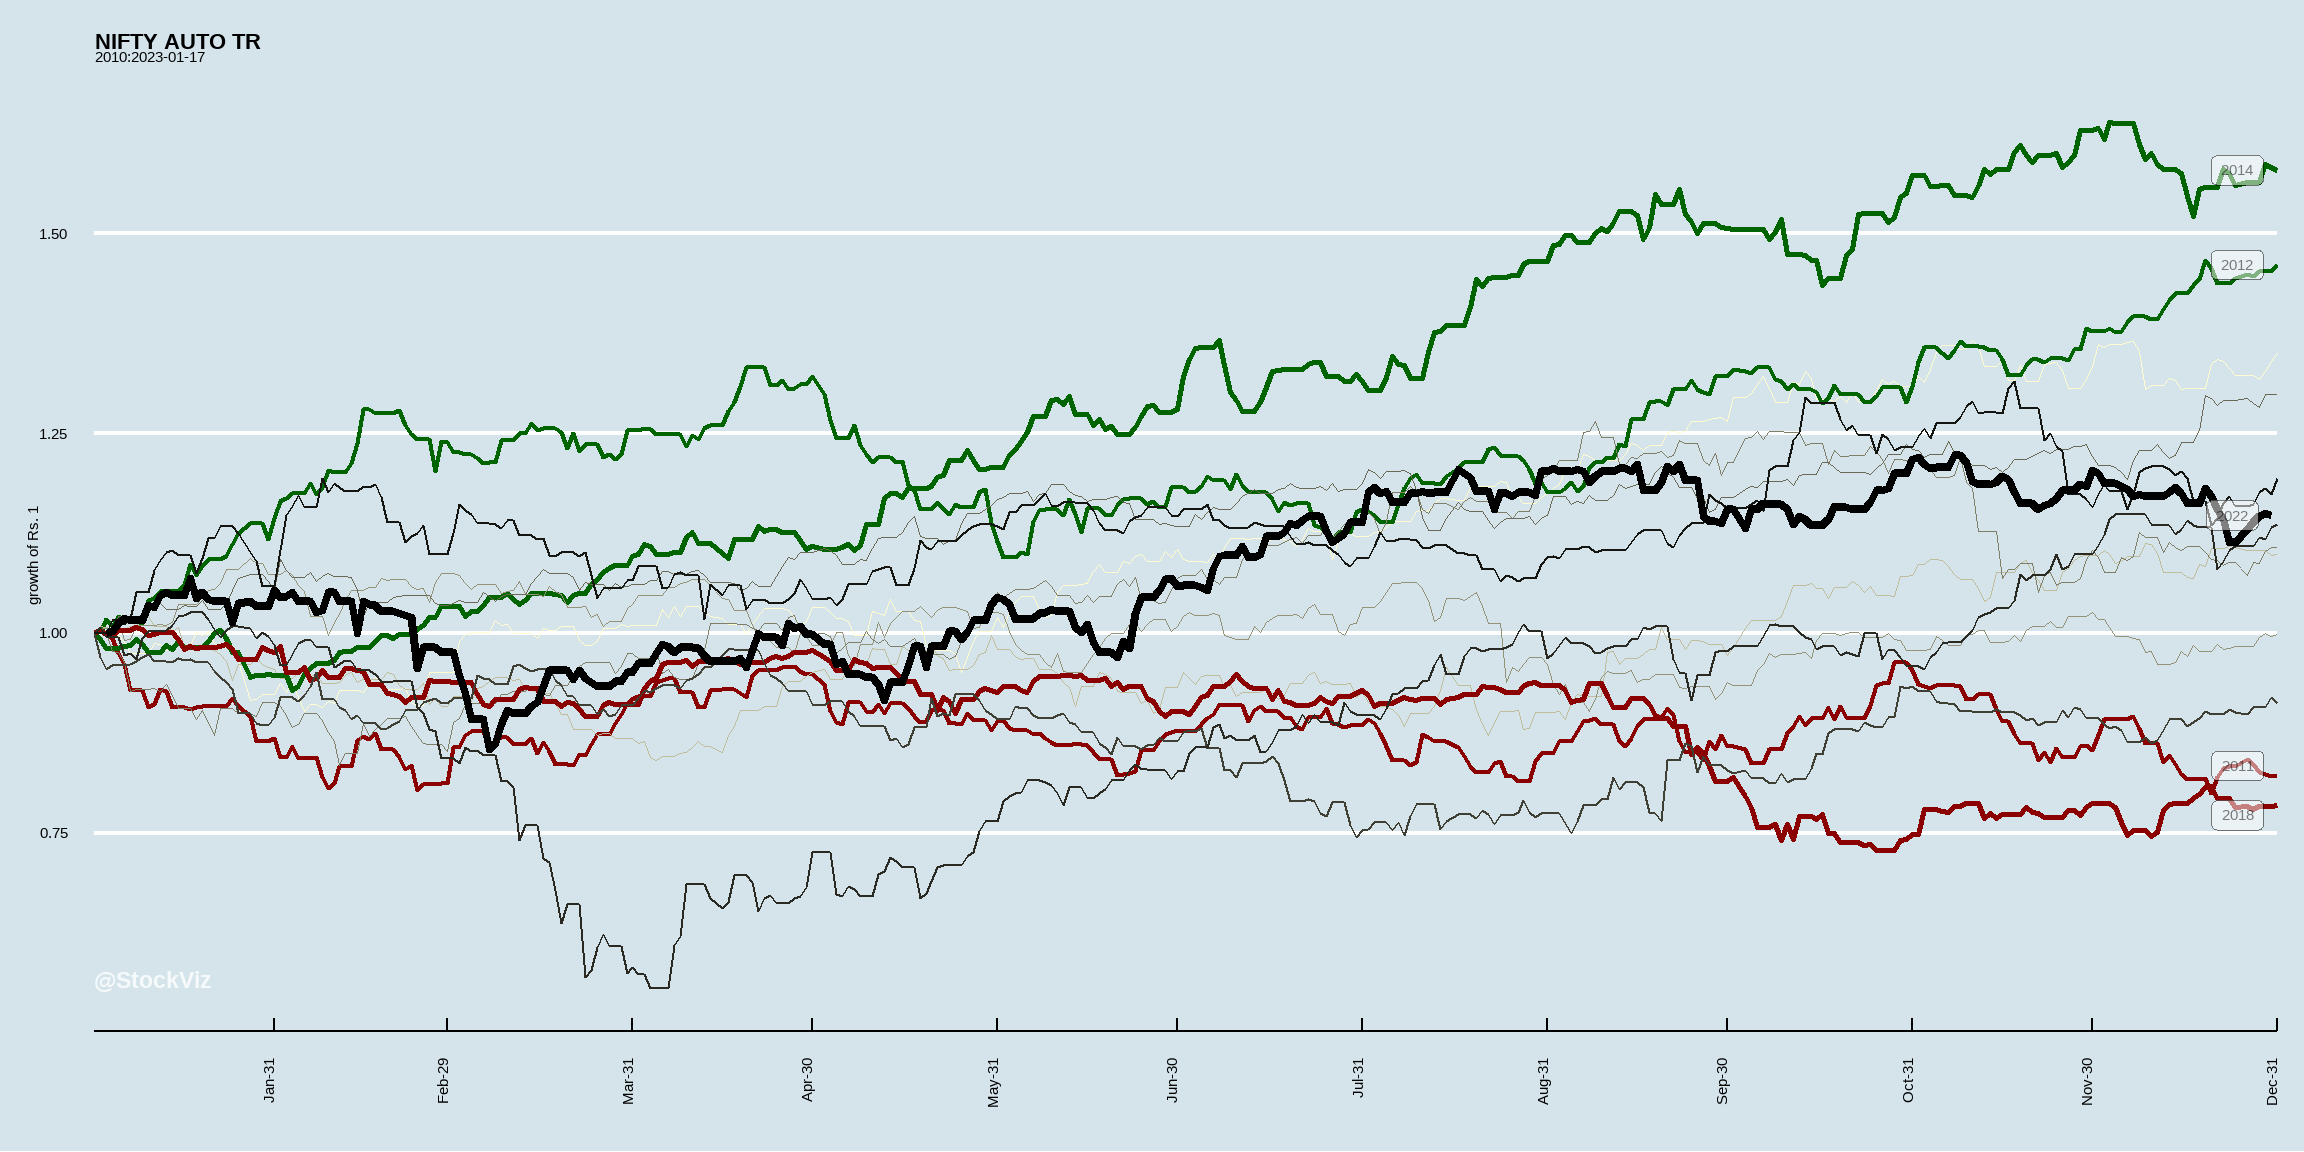 NIFTY AUTO TR
2010:2023-01-17
growth of Rs. 1
1.50
1.25
1.00
0.75
2014
2012
2022
2011
2018
@StockViz
Jan-31
Feb-29
Mar-31
Apr-30
May-31
Jun-30
Jul-31
Aug-31
Sep-30
Oct-31
Nov-30
Dec-31